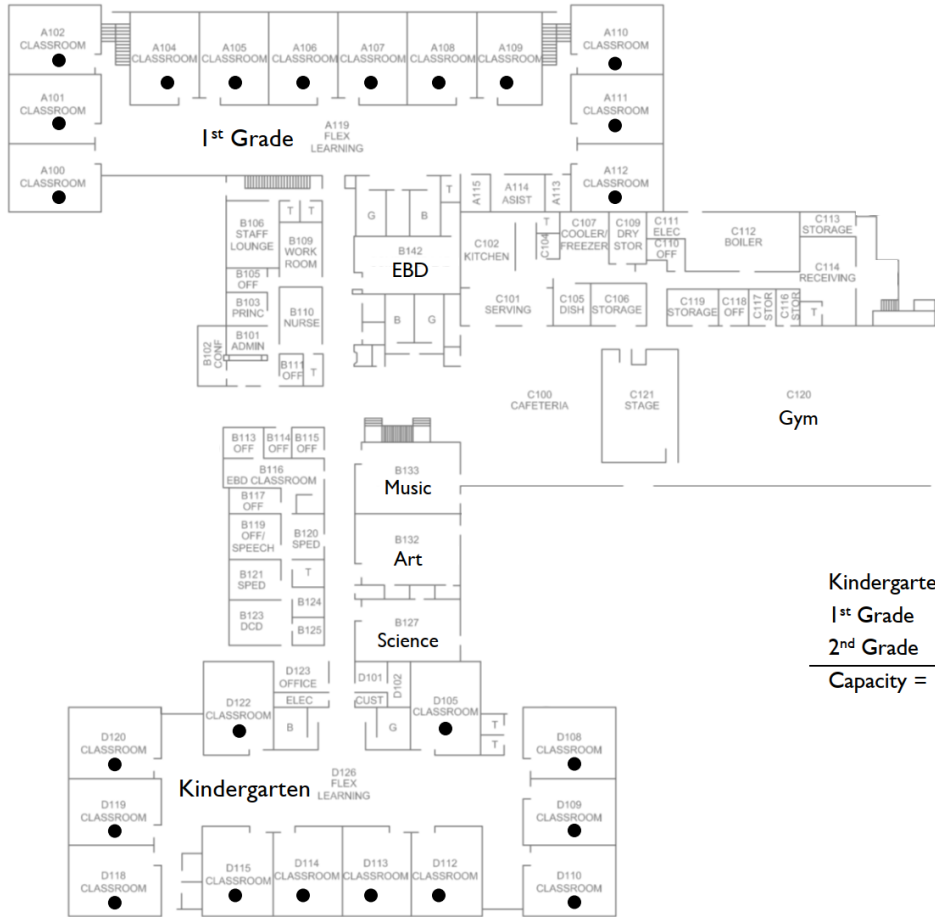 A102
CLASSROOM
A104
CLASSROOM
A105
CLASSROOM
A106
CLASSROOM
A107
CLASSROOM
A108
CLASSROOM
A109
CLASSROOM
A110
CLASSROOM
A101
CLASSROOM
A111
CLASSROOM
1st Grade
A119
FLEX
LEARNING
A100
CLASSROOM
A112
CLASSROOM
A115
A114
ASIST
A113
T
T
T
G
B
B106
STAFF
LOUNGE
B109
WORK
ROOM
B142
EBD
C102
KITCHEN
T
C104
C107
COOLER/
FREEZER
C109
DRY
STOR
C111
ELEC
C110
OFF
C112
BOILER
C113
STORAGE
C114
RECEIVING
B105
OFF
B103
PRINC
B110
NURSE
B101
ADMIN
B102
CONF
B111
OFF
T
B
G
C101
SERVING
C105
DISH
C106
STORAGE
C119
STORAGE
C118
OFF
C117
STOR
C116
STOR
T
C100
CAFETERIA
C121
STAGE
C120
Gym
B113
OFF
B114
OFF
B115
OFF
B116
EBD CLASSROOM
B117
OFF
B133
Music
B119
OFF/
SPEECH
B120
SPED
B132
Art
B121
SPED
T
B123
DCD
B124
B125
B127
Science
Kindergarte
1st Grade
2nd Grade
Capacity =
D123
OFFICE
ELEC
B
D101
CUST
D102
G
D122
CLASSROOM
D105
CLASSROOM
T
T
D120
CLASSROOM
D108
CLASSROOM
Kindergarten
D126
FLEX
LEARNING
D119
CLASSROOM
D109
CLASSROOM
D118
CLASSROOM
D115
CLASSROOM
D114
CLASSROOM
D113
CLASSROOM
D112
CLASSROOM
D110
CLASSROOM